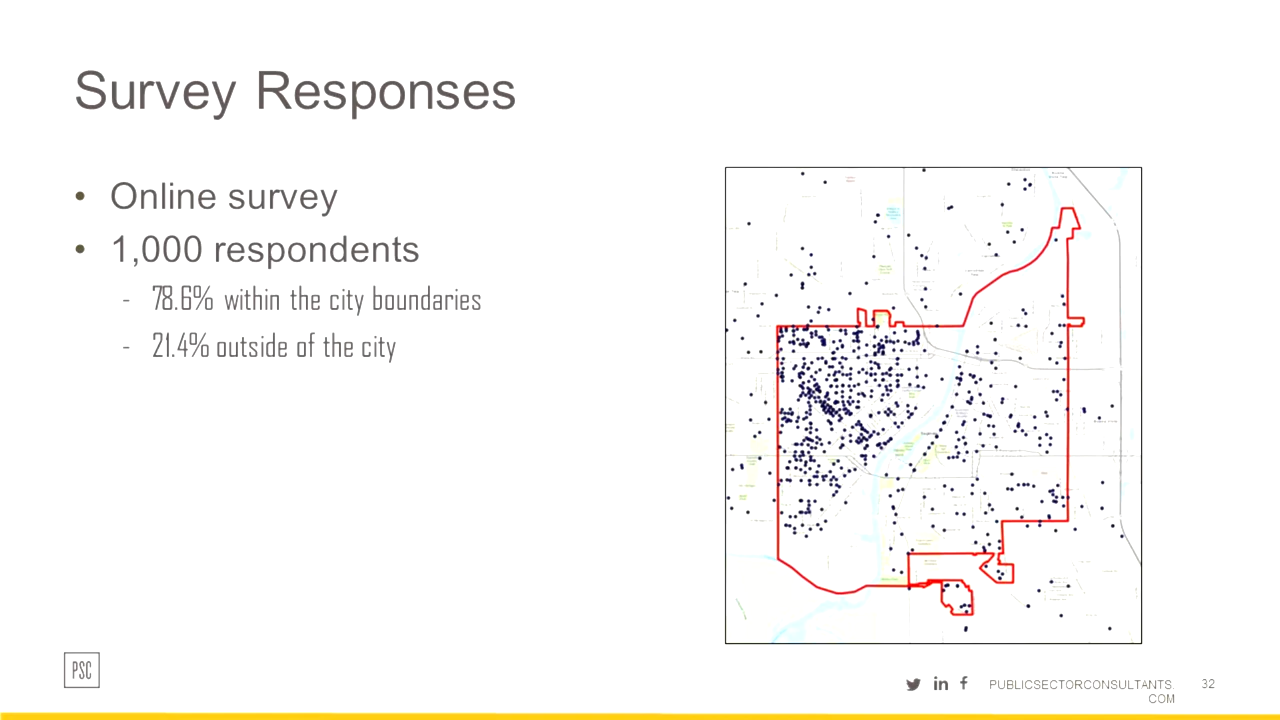 Survey Responses
• Online survey
• 1,000 respondents
- 78.6% within the city boundaries
- 21.4% outside of the city
PSC
PUBLICSECTORCONSULTANTS.
COM
32